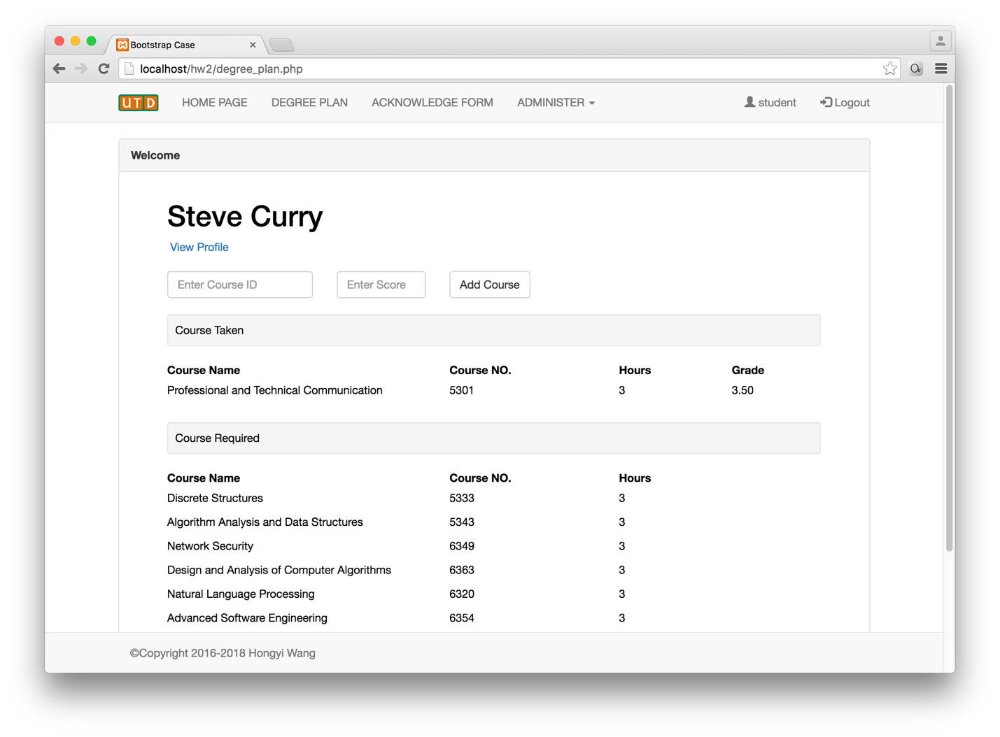 Bootstrap Case
localhost/hw2/degree_plan.php
UTD HOME PAGE DEGREE PLAN ACKNOWLEDGE FORM ADMINISTER student Logout
Welcome
Steve Curry
View Profile
Enter Course ID Enter Score Add Course
Course Taken
Course Name Course NO. Hours Grade
Professional and Technical Communication 5301 3 3.50
Course Required
Course Name Course NO. Hours
Discrete Structures 5333 3
Algorithm Analysis and Data Structures 5343 3
Network Security 6349 3
Design and Analysis of Computer Algorithms 6363 3
Natural Language Processing 6320 3
Advanced Software Engineering 6354 3
©Copyright 2016-2018 Hongyi Wang